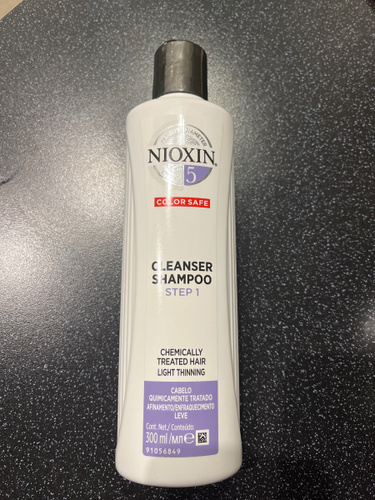 NIOXIN
5
COLOR SAFE
CLEANSER
SHAMPOO
STEP 1
CHEMICALLY
TREATED HAIR
LIGHT THINNING
CABELO
QUIMICAMENTE TRATADO
AFINAMENTO/ENFRAQUECIMENTO
LEVE
Cont. Net./ Conteúdo:
300 ml /мл e
91056849